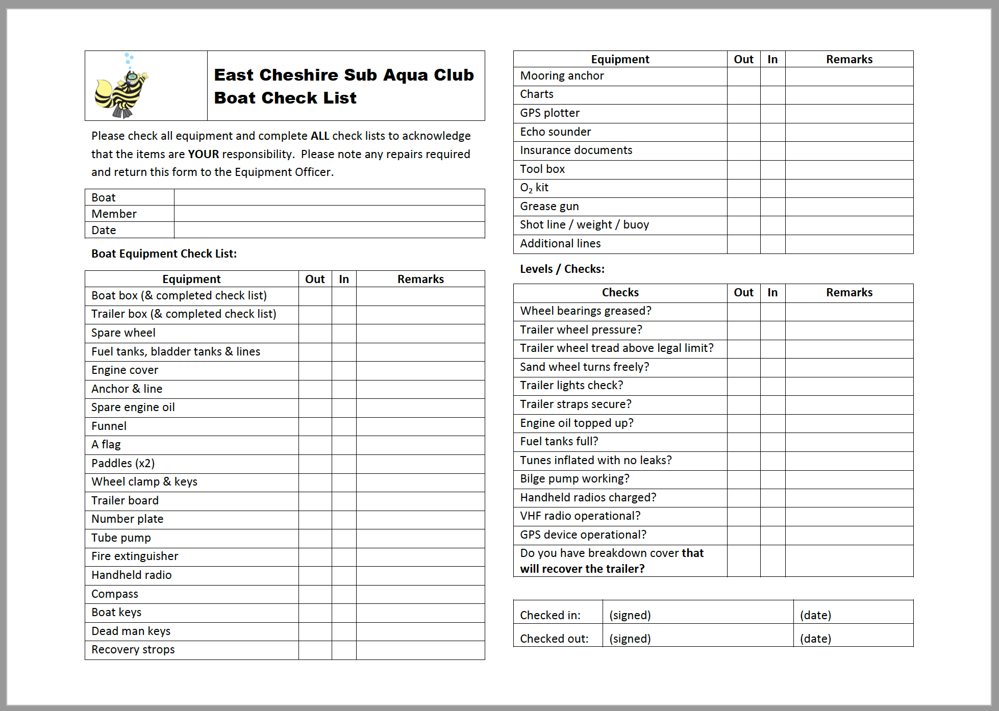 East Cheshire Sub Aqua Club
Boat Check List
Please check all equipment and complete ALL check lists to acknowledge
that the items are YOUR responsibility.  Please note any repairs required
and return this form to the Equipment Officer.
Boat
Member
Date
Boat Equipment Check List:
Equipment Out In Remarks
Boat box (& completed check list)
Trailer box (& completed check list)
Spare wheel
Fuel tanks, bladder tanks & lines
Engine cover
Anchor & line
Spare engine oil
Funnel
A flag
Paddles (x2)
Wheel clamp & keys
Trailer board
Number plate
Tube pump
Fire extinguisher
Handheld radio
Compass
Boat keys
Dead man keys
Recovery strops
Equipment Out In Remarks
Mooring anchor
Charts
GPS plotter
Echo sounder
Insurance documents
Tool box
O₂ kit
Grease gun
Shot line / weight / buoy
Additional lines
Levels / Checks:
Checks Out In Remarks
Wheel bearings greased?
Trailer wheel pressure?
Trailer wheel tread above legal limit?
Sand wheel turns freely?
Trailer lights check?
Trailer straps secure?
Engine oil topped up?
Fuel tanks full?
Tunes inflated with no leaks?
Bilge pump working?
Handheld radios charged?
VHF radio operational?
GPS device operational?
Do you have breakdown cover that
will recover the trailer?
Checked in: (signed) (date)
Checked out: (signed) (date)